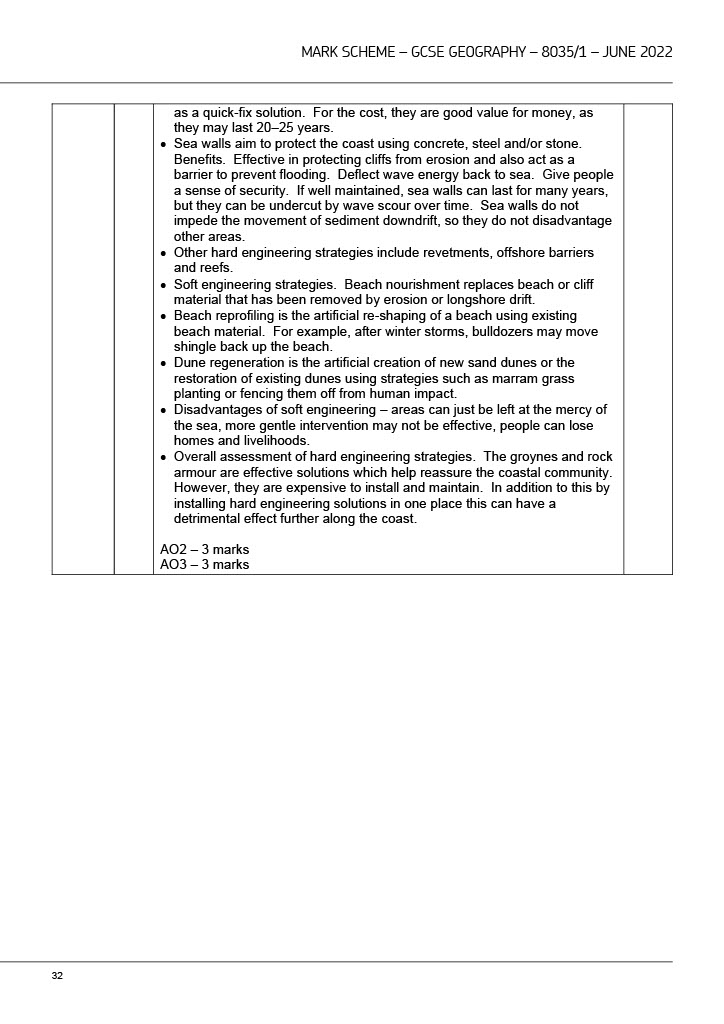 MARK SCHEME – GCSE GEOGRAPHY – 8035/1 – JUNE 2022
as a quick-fix solution.  For the cost, they are good value for money, as
they may last 20–25 years.
• Sea walls aim to protect the coast using concrete, steel and/or stone.
Benefits.  Effective in protecting cliffs from erosion and also act as a
barrier to prevent flooding.  Deflect wave energy back to sea.  Give people
a sense of security.  If well maintained, sea walls can last for many years,
but they can be undercut by wave scour over time.  Sea walls do not
impede the movement of sediment downdrift, so they do not disadvantage
other areas.
• Other hard engineering strategies include revetments, offshore barriers
and reefs.
• Soft engineering strategies.  Beach nourishment replaces beach or cliff
material that has been removed by erosion or longshore drift.
• Beach reprofiling is the artificial re-shaping of a beach using existing
beach material.  For example, after winter storms, bulldozers may move
shingle back up the beach.
• Dune regeneration is the artificial creation of new sand dunes or the
restoration of existing dunes using strategies such as marram grass
planting or fencing them off from human impact.
• Disadvantages of soft engineering – areas can just be left at the mercy of
the sea, more gentle intervention may not be effective, people can lose
homes and livelihoods.
• Overall assessment of hard engineering strategies.  The groynes and rock
armour are effective solutions which help reassure the coastal community.
However, they are expensive to install and maintain.  In addition to this by
installing hard engineering solutions in one place this can have a
detrimental effect further along the coast.
AO2 – 3 marks
AO3 – 3 marks
32